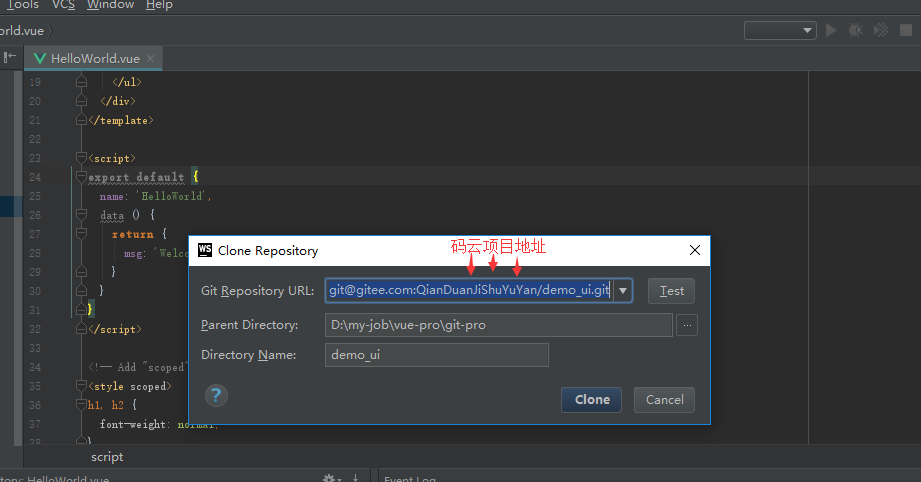 Tools VCS Window Help
orld.vue
HelloWorld.vue
19 </ul>
20 </div>
21 </template>
22
23 <script>
24 export default {
25 name: 'HelloWorld',
26 data () {
27 return {
28 msg: 'Welco
29 }
30 }
31 }
32 </script>
33
34 <!-- Add "scoped"
35 <style scoped>
36 h1, h2 {
37 font-weight: normal;
38 }
script
WS Clone Repository
码云项目地址
Git Repository URL: git@gitee.com:QianDuanJiShuYuYan/demo_ui.git Test
Parent Directory: D:\my-job\vue-pro\git-pro ...
Directory Name: demo_ui
? Clone Cancel
tory: HelloWorld.vue Event Log